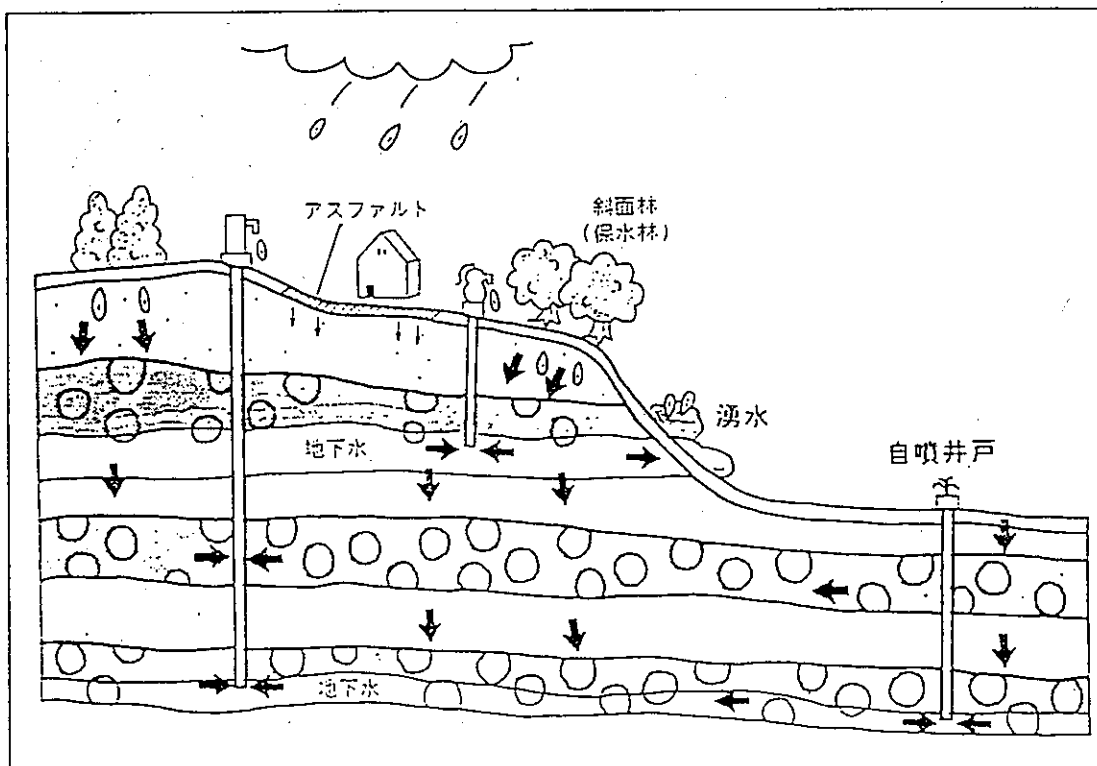 アスファルト
斜面林
(保水林)
湧水
地下水
自噴井戸
地下水